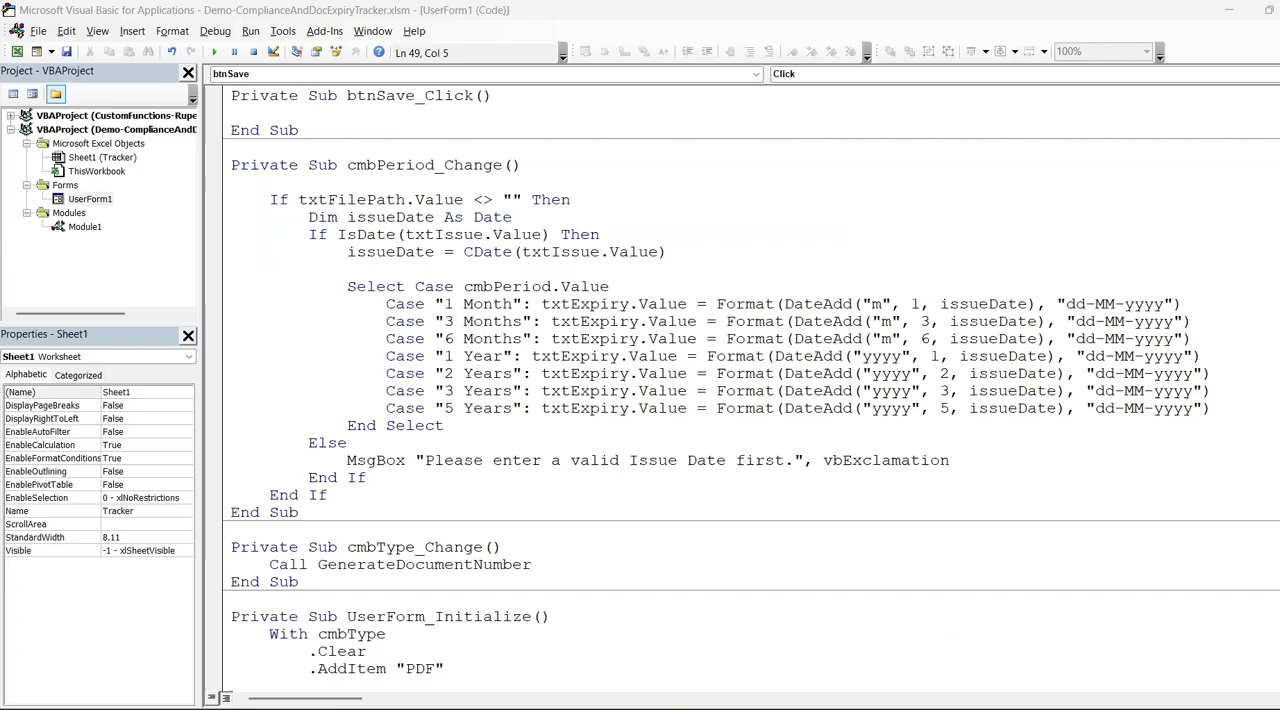 Microsoft Visual Basic for Applications - Demo-ComplianceAndDocExpiryTracker.xlsm - [UserForm1 (Code)]
File Edit View Insert Format Debug Run Tools Add-Ins Window Help
Ln 49, Col 5
100%
Project - VBAProject
btnSave
Click
VBAProject (CustomFunctions-Rupe
VBAProject (Demo-ComplianceAndD
Microsoft Excel Objects
Sheet1 (Tracker)
ThisWorkbook
Forms
UserForm1
Modules
Module1
Properties - Sheet1
Sheet1 Worksheet
Alphabetic Categorized
(Name) Sheet1
DisplayPageBreaks False
DisplayRightToLeft False
EnableAutoFilter False
EnableCalculation True
EnableFormatConditions True
EnableOutlining False
EnablePivotTable False
EnableSelection 0 - xlNoRestrictions
Name Tracker
ScrollArea
StandardWidth 8.11
Visible -1 - xlSheetVisible
Private Sub btnSave_Click()
End Sub
Private Sub cmbPeriod_Change()
If txtFilePath.Value <> "" Then
Dim issueDate As Date
If IsDate(txtIssue.Value) Then
issueDate = CDate(txtIssue.Value)
Select Case cmbPeriod.Value
Case "1 Month": txtExpiry.Value = Format(DateAdd("m", 1, issueDate), "dd-MM-yyyy")
Case "3 Months": txtExpiry.Value = Format(DateAdd("m", 3, issueDate), "dd-MM-yyyy")
Case "6 Months": txtExpiry.Value = Format(DateAdd("m", 6, issueDate), "dd-MM-yyyy")
Case "1 Year": txtExpiry.Value = Format(DateAdd("yyyy", 1, issueDate), "dd-MM-yyyy")
Case "2 Years": txtExpiry.Value = Format(DateAdd("yyyy", 2, issueDate), "dd-MM-yyyy")
Case "3 Years": txtExpiry.Value = Format(DateAdd("yyyy", 3, issueDate), "dd-MM-yyyy")
Case "5 Years": txtExpiry.Value = Format(DateAdd("yyyy", 5, issueDate), "dd-MM-yyyy")
End Select
Else
MsgBox "Please enter a valid Issue Date first.", vbExclamation
End If
End If
End Sub
Private Sub cmbType_Change()
Call GenerateDocumentNumber
End Sub
Private Sub UserForm_Initialize()
With cmbType
.Clear
.AddItem "PDF"